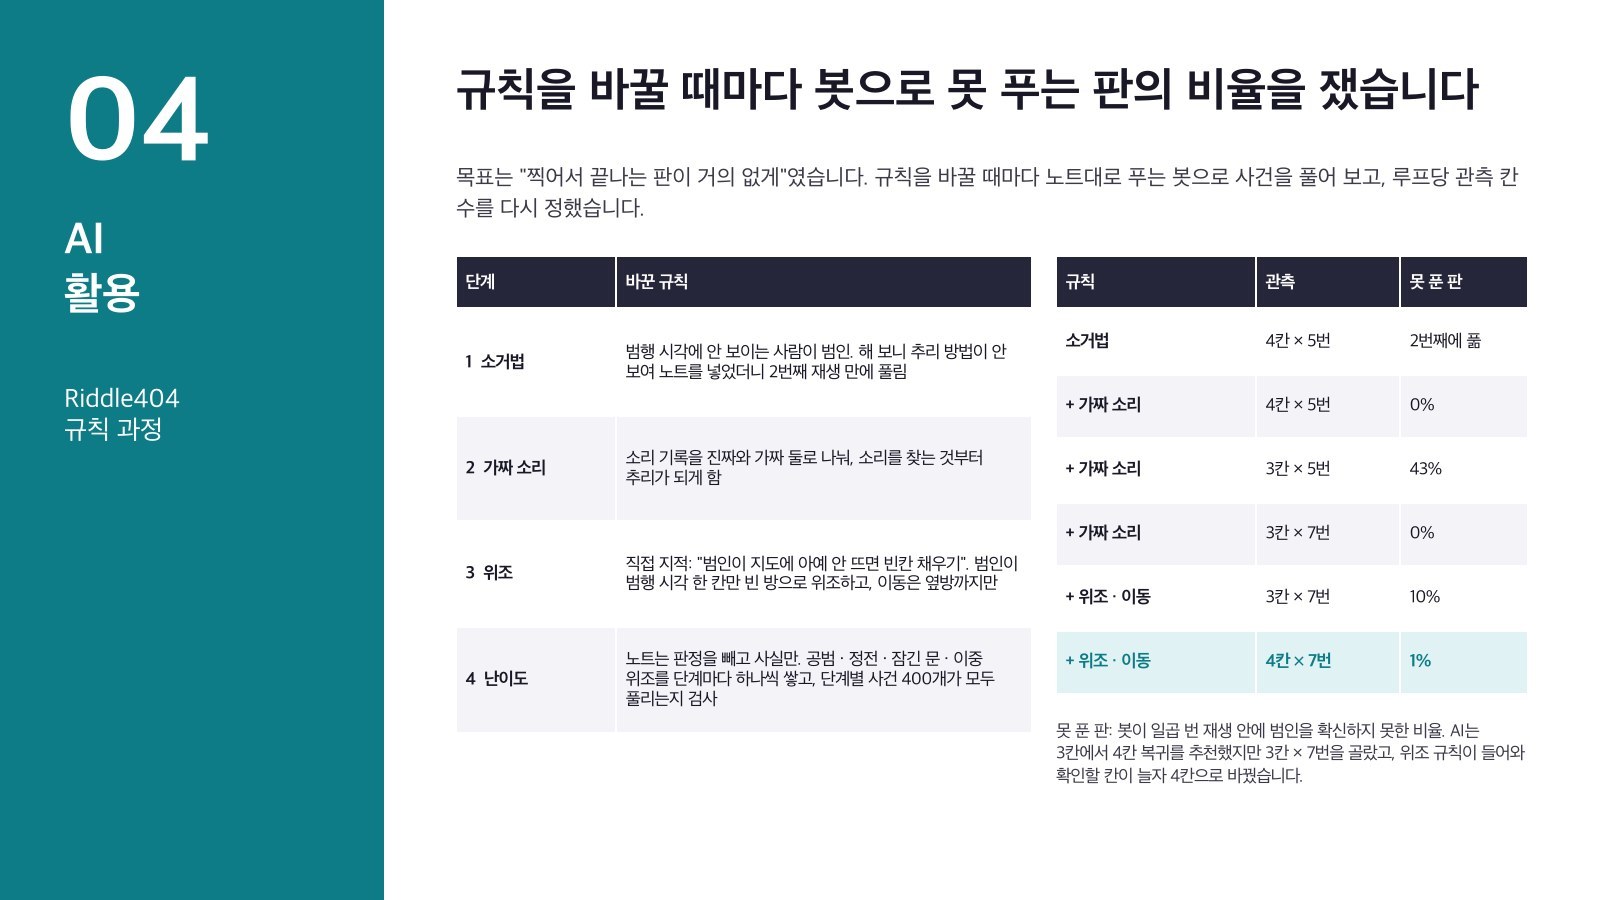 04
AI
활용
Riddle404
규칙 과정
규칙을 바꿀 때마다 봇으로 못 푸는 판의 비율을 쟀습니다
목표는 "찍어서 끝나는 판이 거의 없게"였습니다. 규칙을 바꿀 때마다 노트대로 푸는 봇으로 사건을 풀어 보고, 루프당 관측 칸
수를 다시 정했습니다.
단계 바꾼 규칙
1 소거법 범행 시각에 안 보이는 사람이 범인. 해 보니 추리 방법이 안
보여 노트를 넣었더니 2번째 재생 만에 풀림
2 가짜 소리 소리 기록을 진짜와 가짜 둘로 나눠, 소리를 찾는 것부터
추리가 되게 함
3 위조 직접 지적: "범인이 지도에 아예 안 뜨면 빈칸 채우기". 범인이
범행 시각 한 칸만 빈 방으로 위조하고, 이동은 옆방까지만
4 난이도 노트는 판정을 빼고 사실만. 공범 · 정전 · 잠긴 문 · 이중
위조를 단계마다 하나씩 쌓고, 단계별 사건 400개가 모두
풀리는지 검사
규칙 관측 못 푼 판
소거법 4칸 × 5번 2번째에 풂
+ 가짜 소리 4칸 × 5번 0%
+ 가짜 소리 3칸 × 5번 43%
+ 가짜 소리 3칸 × 7번 0%
+ 위조 · 이동 3칸 × 7번 10%
+ 위조 · 이동 4칸 × 7번 1%
못 푼 판: 봇이 일곱 번 재생 안에 범인을 확신하지 못한 비율. AI는
3칸에서 4칸 복귀를 추천했지만 3칸 × 7번을 골랐고, 위조 규칙이 들어와
확인할 칸이 늘자 4칸으로 바꿨습니다.